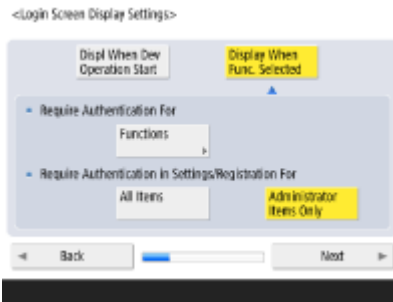 <Login Screen Display Settings>
Displ When Dev
Operation Start
Display When
Func. Selected
Require Authentication For
Functions
Require Authentication in Settings/Registration For
All Items
Administrator
Items Only
Back
Next